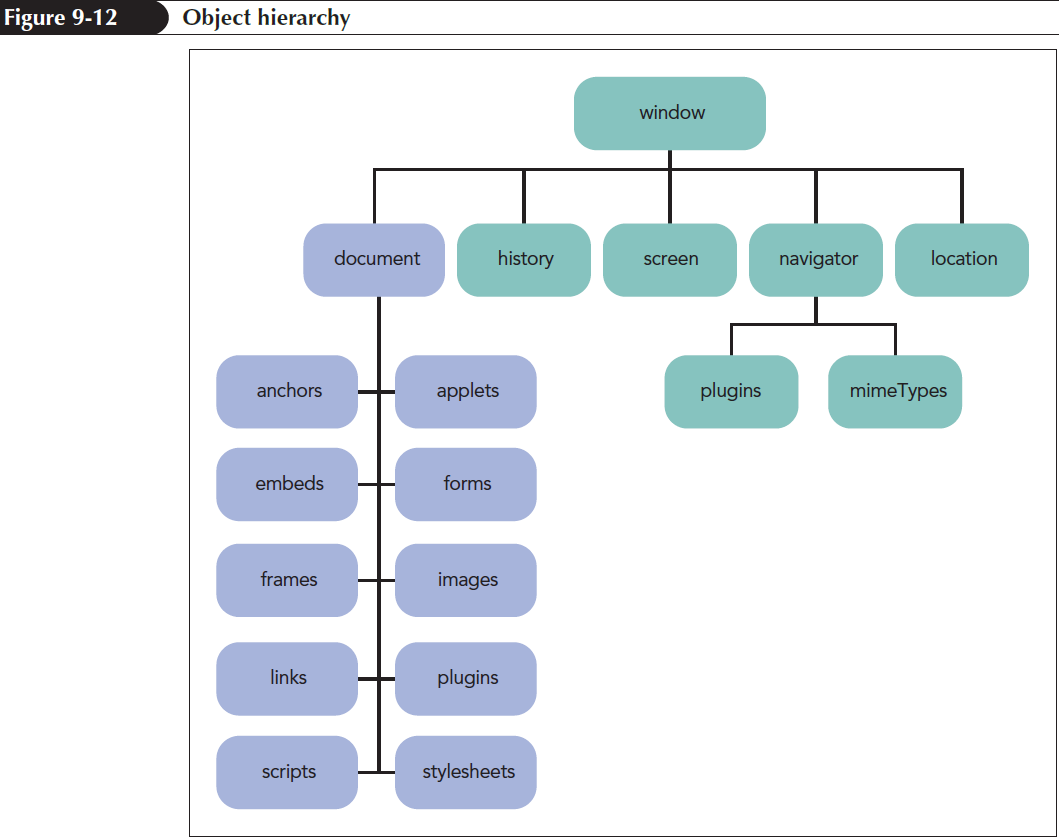 Figure 9-12 Object hierarchy
window
document history screen navigator location
anchors applets plugins mimeTypes
embeds forms
frames images
links plugins
scripts stylesheets